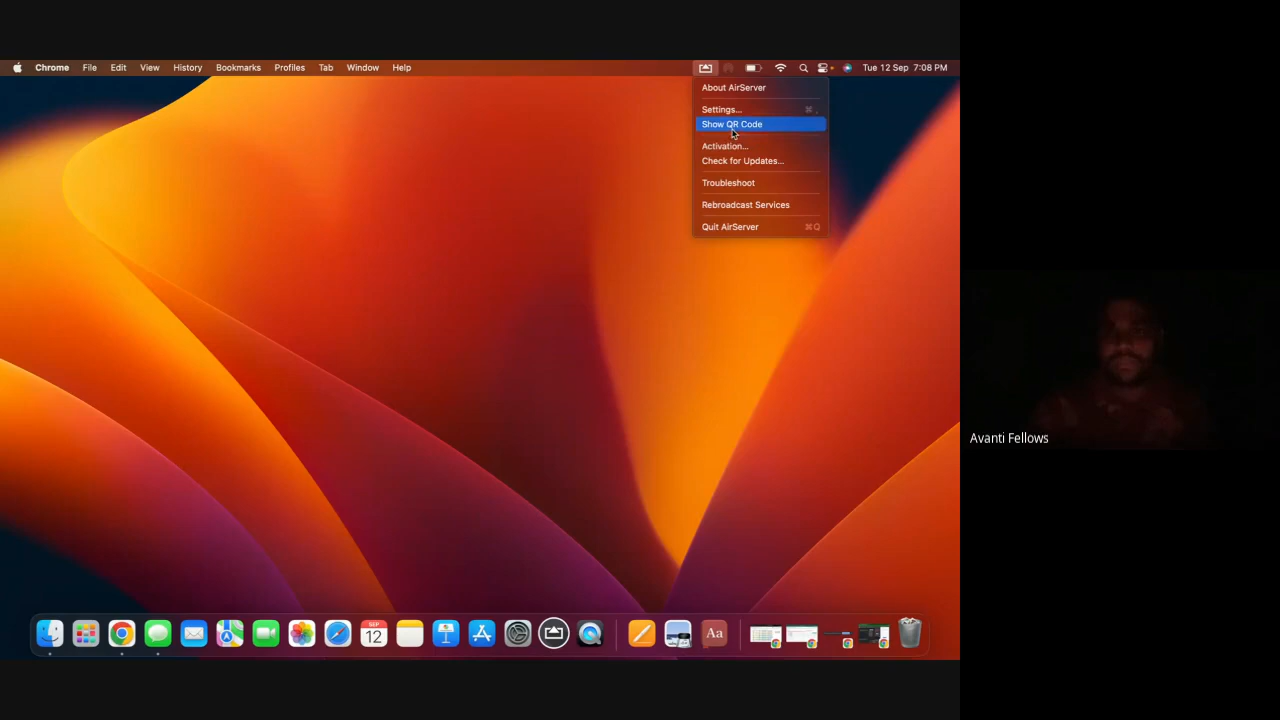 Chrome File Edit View History Bookmarks Profiles Tab Window Help Tue 12 Sep 7:08 PM
About AirServer
Settings... ⌘ ,
Show QR Code
Activation...
Check for Updates...
Troubleshoot
Rebroadcast Services
Quit AirServer ⌘Q
Avanti Fellows
SEP
12
Aa